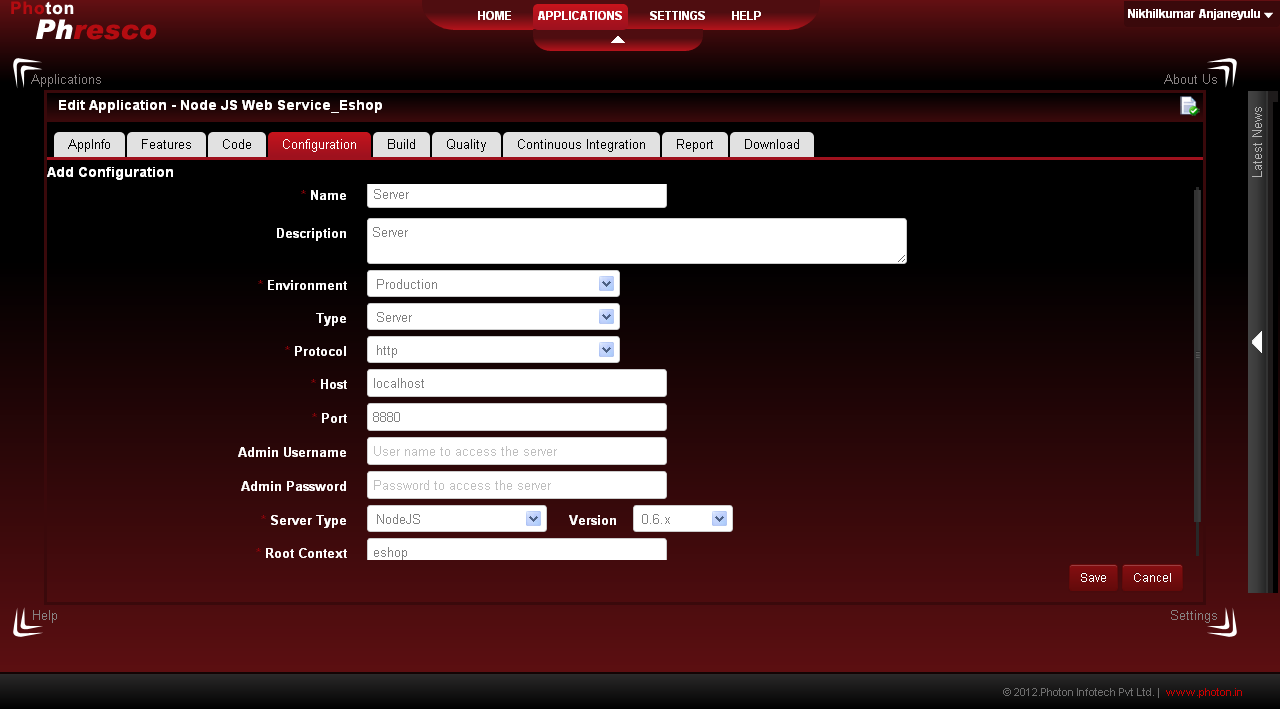 Photon
Phresco
HOME APPLICATIONS SETTINGS HELP
Nikhilkumar Anjaneyulu
Applications
About Us
Edit Application - Node JS Web Service_Eshop
AppInfo Features Code Configuration Build Quality Continuous Integration Report Download
Latest News
Add Configuration
* Name Server
Description Server
* Environment Production
Type Server
* Protocol http
* Host localhost
* Port 8880
Admin Username User name to access the server
Admin Password Password to access the server
* Server Type NodeJS Version 0.6.x
* Root Context eshop
Save Cancel
Help
Settings
© 2012.Photon Infotech Pvt Ltd. | www.photon.in